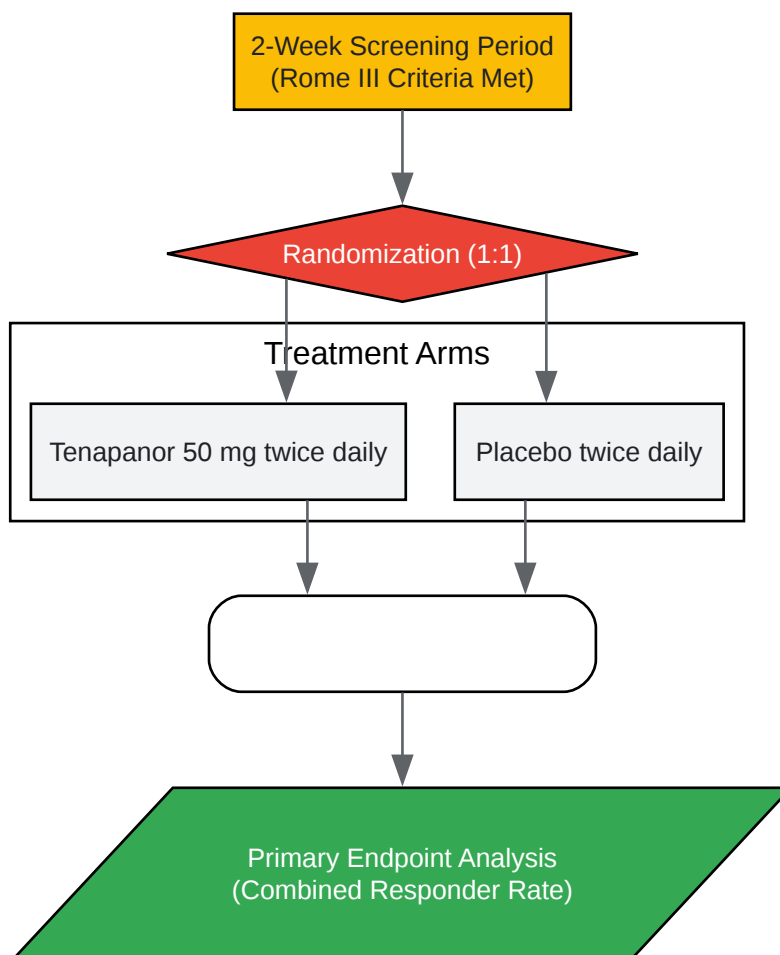 2-Week Screening Period
(Rome III Criteria Met)
Randomization (1:1)
Treatment Arms
Tenapanor 50 mg twice daily
Placebo twice daily
Primary Endpoint Analysis
(Combined Responder Rate)